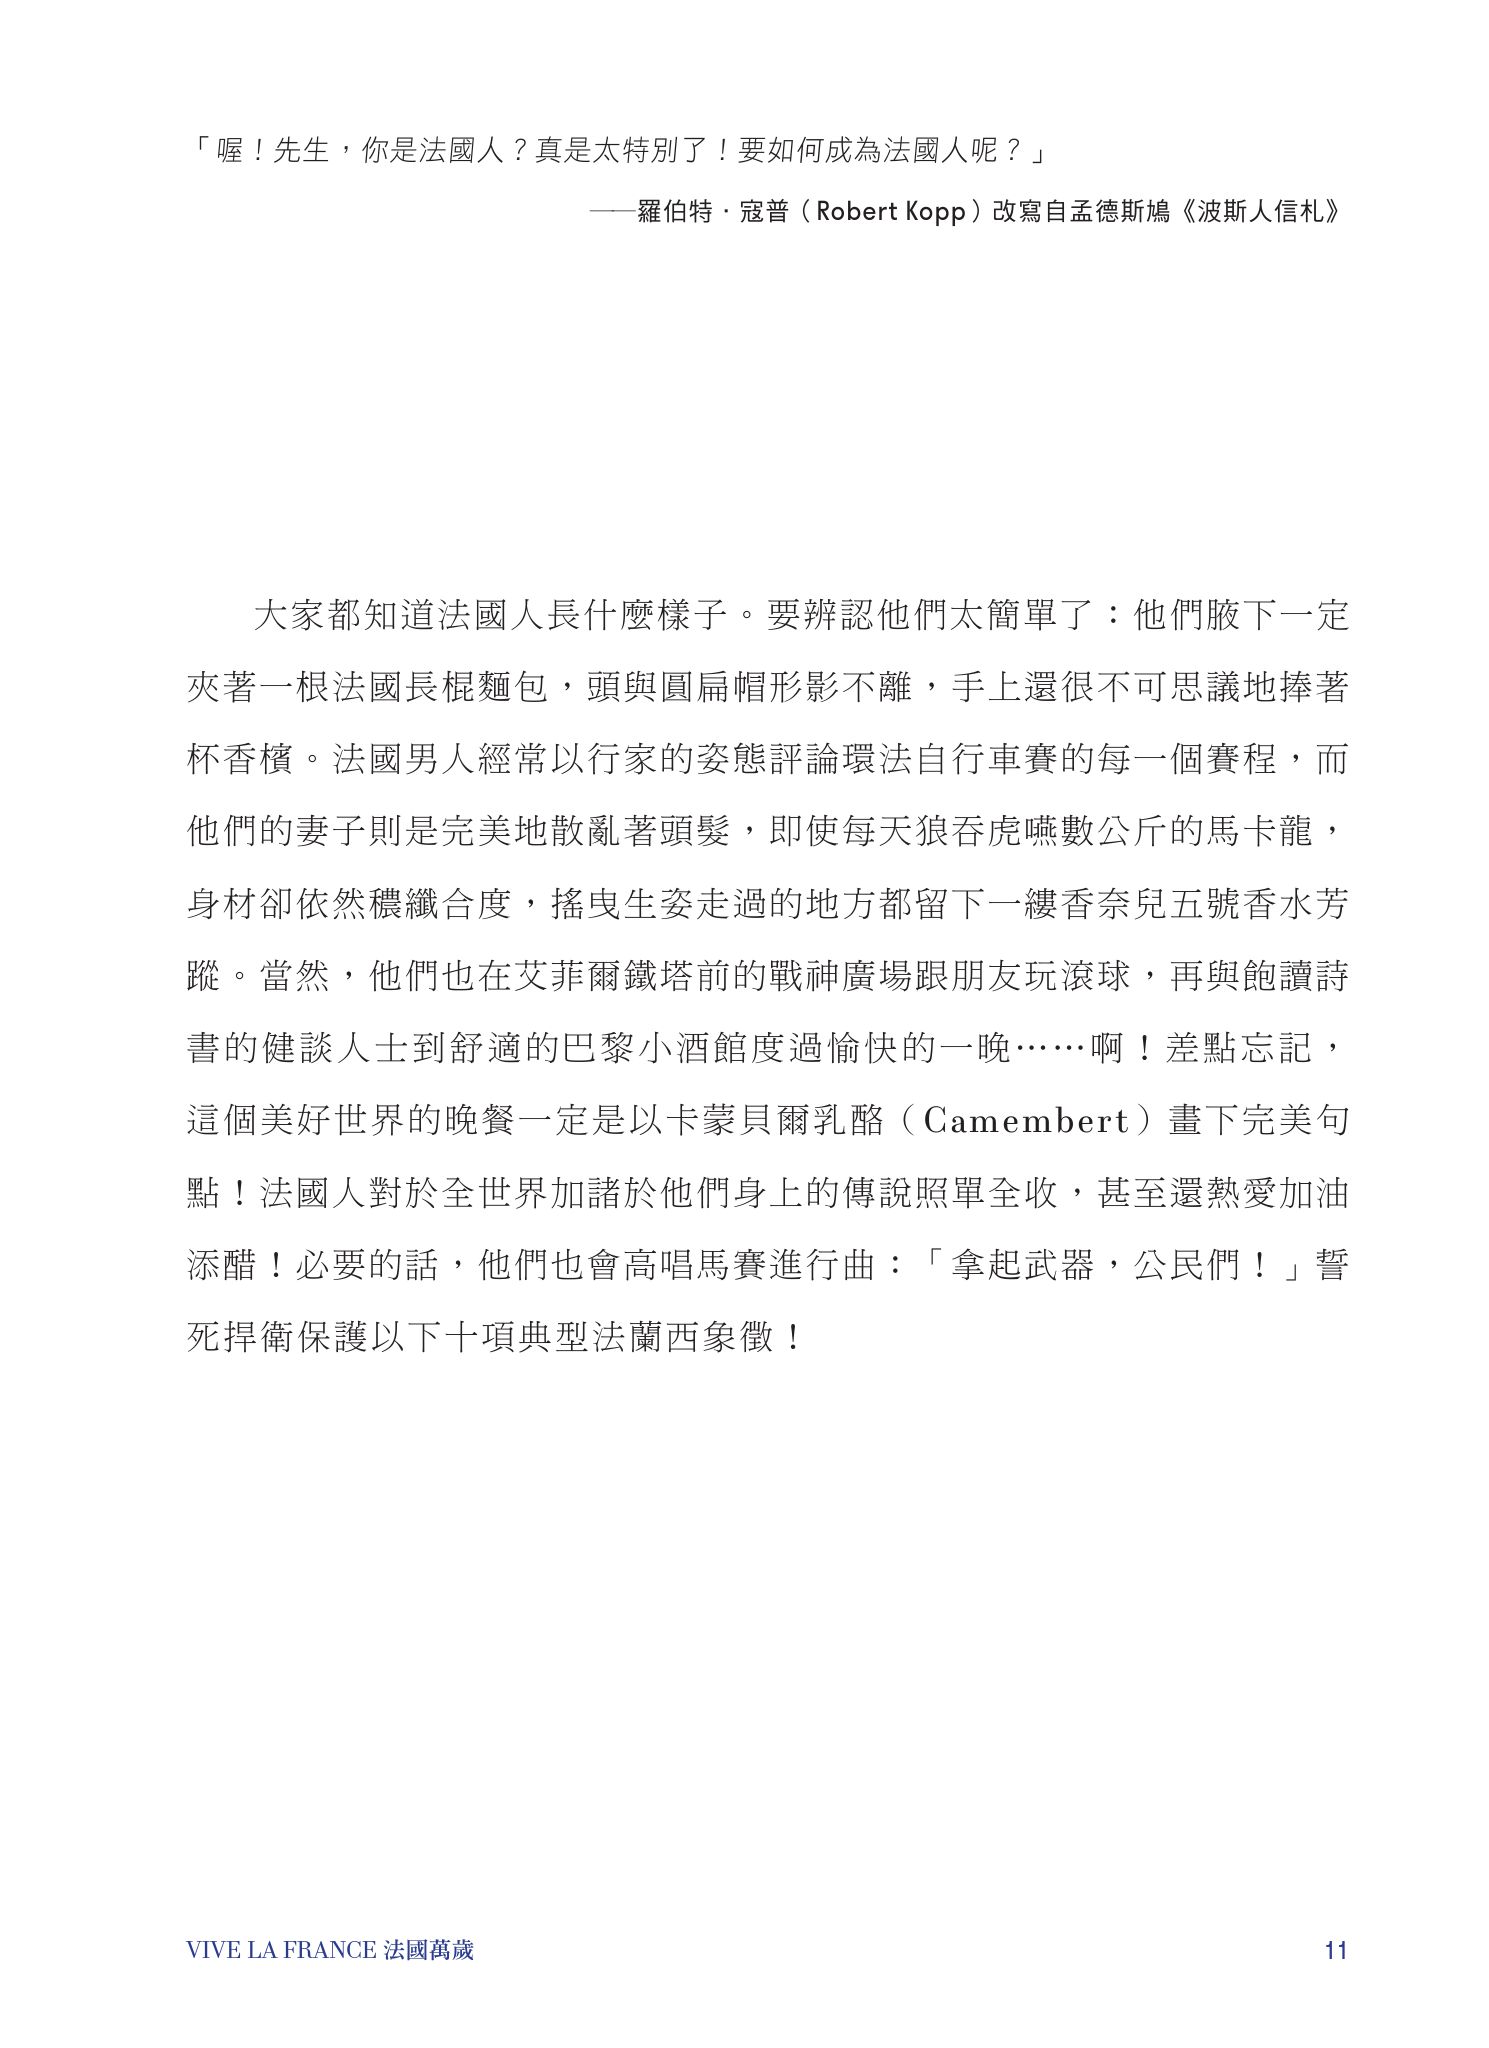 「喔！先生，你是法國人？真是太特別了！要如何成為法國人呢？」
——羅伯特．寇普（Robert Kopp）改寫自孟德斯鳩《波斯人信札》
大家都知道法國人長什麼樣子。要辨認他們太簡單了：他們腋下一定
夾著一根法國長棍麵包，頭與圓扁帽形影不離，手上還很不可思議地捧著
杯香檳。法國男人經常以行家的姿態評論環法自行車賽的每一個賽程，而
他們的妻子則是完美地散亂著頭髮，即使每天狼吞虎嚥數公斤的馬卡龍，
身材卻依然穠纖合度，搖曳生姿走過的地方都留下一縷香奈兒五號香水芳
蹤。當然，他們也在艾菲爾鐵塔前的戰神廣場跟朋友玩滾球，再與飽讀詩
書的健談人士到舒適的巴黎小酒館度過愉快的一晚……啊！差點忘記，
這個美好世界的晚餐一定是以卡蒙貝爾乳酪（Camembert）畫下完美句
點！法國人對於全世界加諸於他們身上的傳說照單全收，甚至還熱愛加油
添醋！必要的話，他們也會高唱馬賽進行曲：「拿起武器，公民們！」誓
死捍衛保護以下十項典型法蘭西象徵！
VIVE LA FRANCE 法國萬歲
11